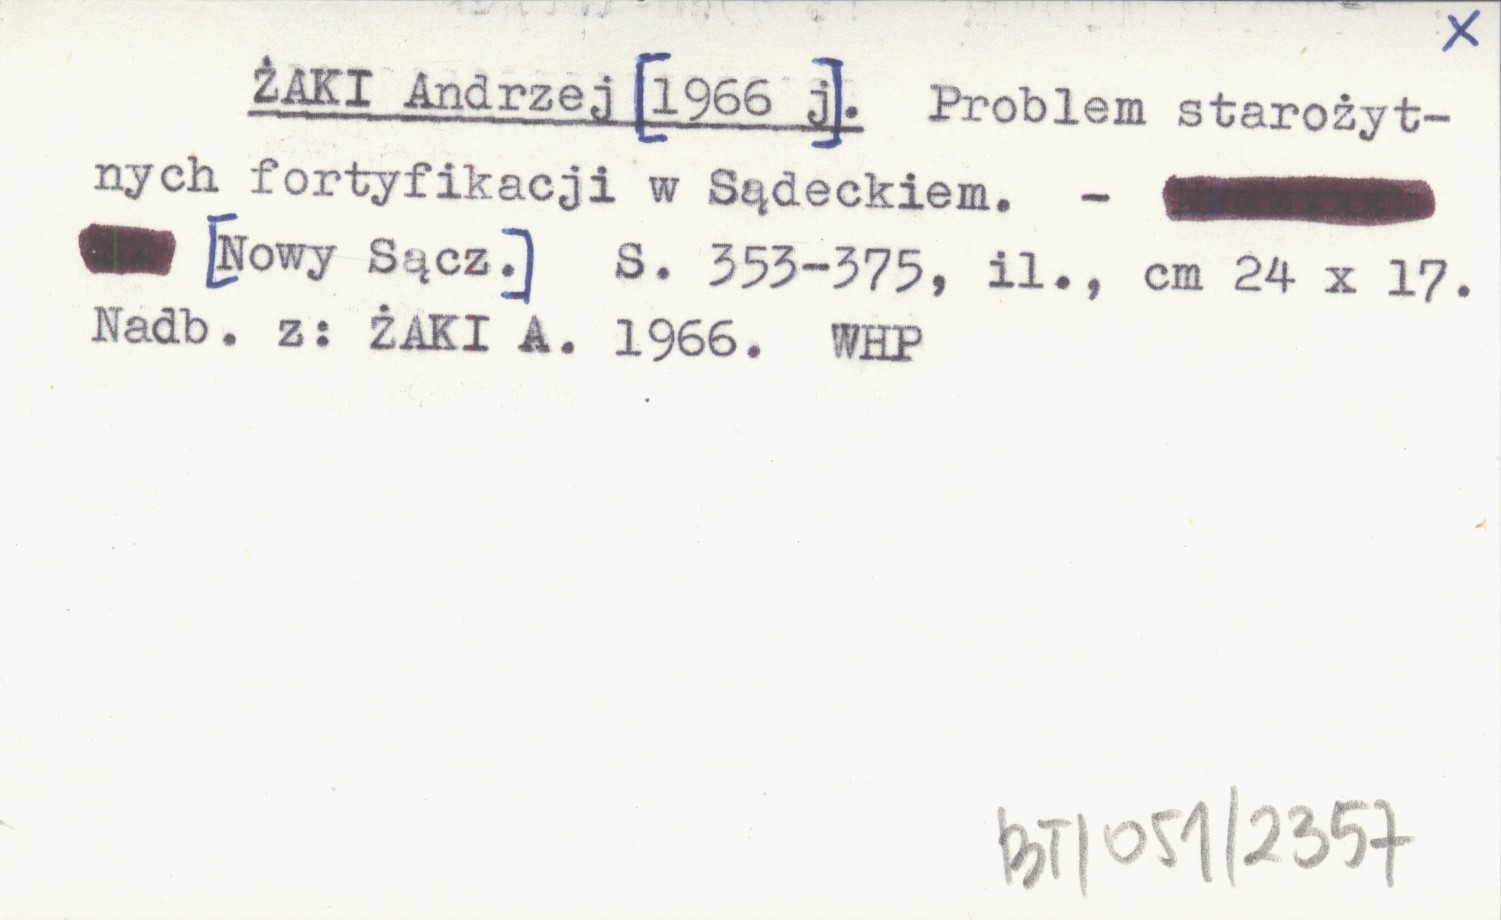 x
ŻAKI Andrzej [1966 j]. Problem starożyt-
nych fortyfikacji w Sądeckiem. -
[Nowy Sącz.] S. 353-375, il., cm 24 x 17.
Nadb. z: ŻAKI A. 1966. WHP
BT/051/2357